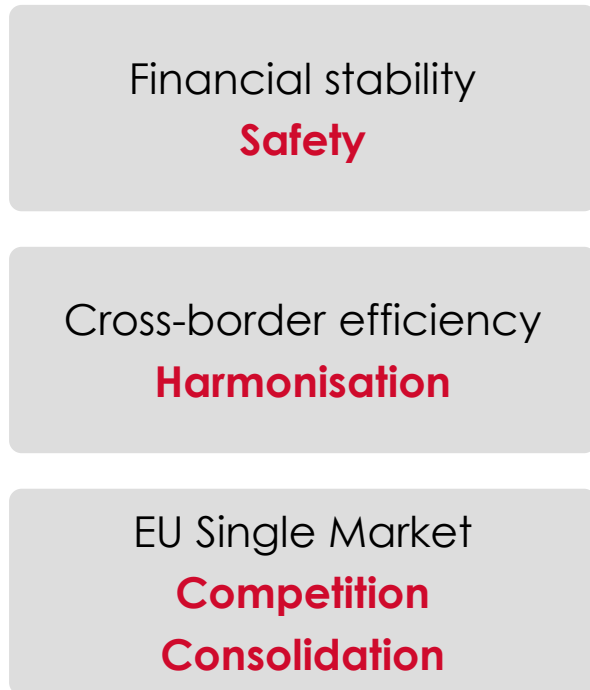 Financial stability
Safety
Cross-border efficiency
Harmonisation
EU Single Market
Competition
Consolidation